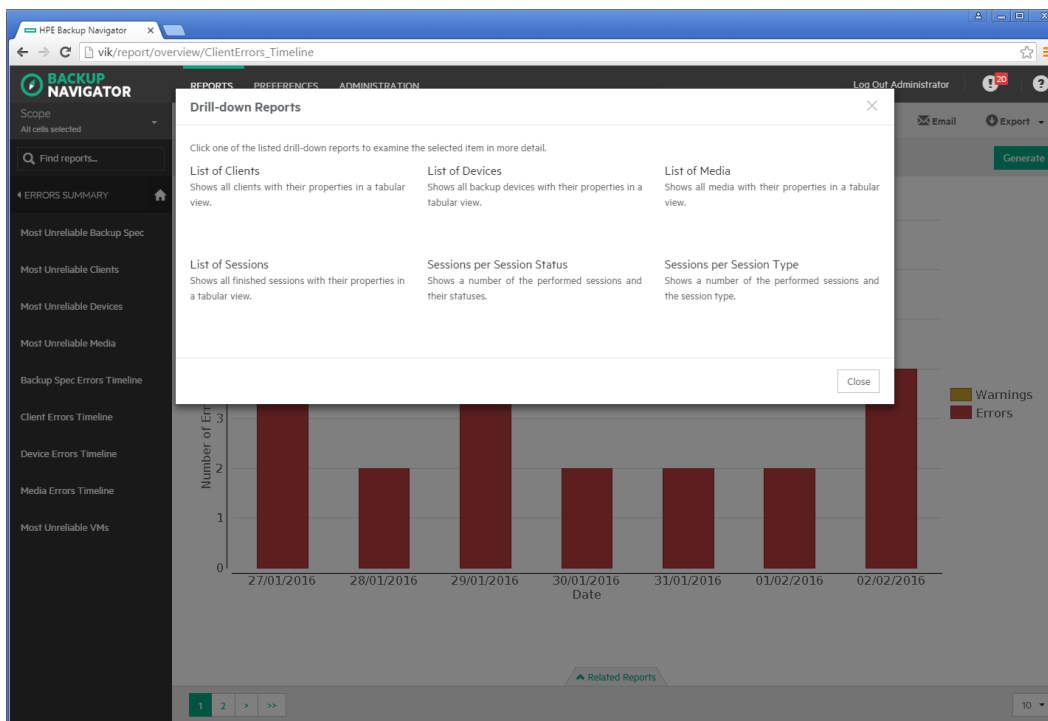 HPE Backup Navigator
vik/report/overview/ClientErrors_Timeline
BACKUP
NAVIGATOR
REPORTS PREFERENCES ADMINISTRATION
Log Out Administrator
20
Scope
All cells selected
Email
Export
Find reports...
Generate
ERRORS SUMMARY
Most Unreliable Backup Spec
Most Unreliable Clients
Most Unreliable Devices
Most Unreliable Media
Backup Spec Errors Timeline
Client Errors Timeline
Device Errors Timeline
Media Errors Timeline
Most Unreliable VMs
Drill-down Reports
Click one of the listed drill-down reports to examine the selected item in more detail.
List of Clients
Shows all clients with their properties in a tabular
view.
List of Devices
Shows all backup devices with their properties in a
tabular view.
List of Media
Shows all media with their properties in a tabular
view.
List of Sessions
Shows all finished sessions with their properties in
a tabular view.
Sessions per Session Status
Shows a number of the performed sessions and
their statuses.
Sessions per Session Type
Shows a number of the performed sessions and
the session type.
Close
Warnings
Errors
Number of Err
3
2
1
0
27/01/2016 28/01/2016 29/01/2016 30/01/2016 31/01/2016 01/02/2016 02/02/2016
Date
Related Reports
1 2 > >>
10